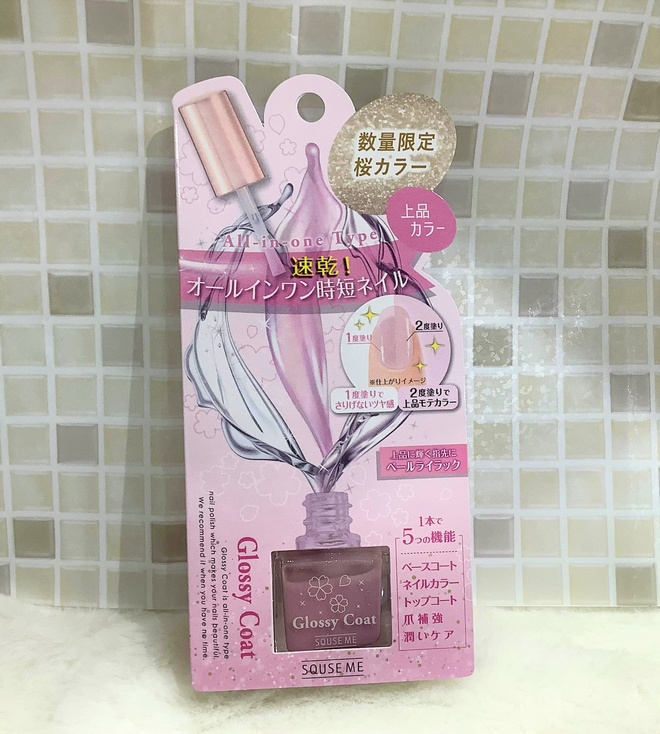 数量限定
桜カラー
上品
カラー
All-in-one Type
速乾!
オールインワン時短ネイル
1度塗り
2度塗り
※仕上がりイメージ
1度塗りで
さりげないツヤ感
2度塗りで
上品モテカラー
上品に輝く指先に
ペールライラック
1本で
5つの機能
ベースコート
ネイルカラー
トップコート
爪補強
潤いケア
Glossy Coat
Glossy Coat is all-in-one type
nail polish which makes your nails beautiful.
We recommend it when you have no time.
Glossy Coat
SQUSE ME
SQUSE ME